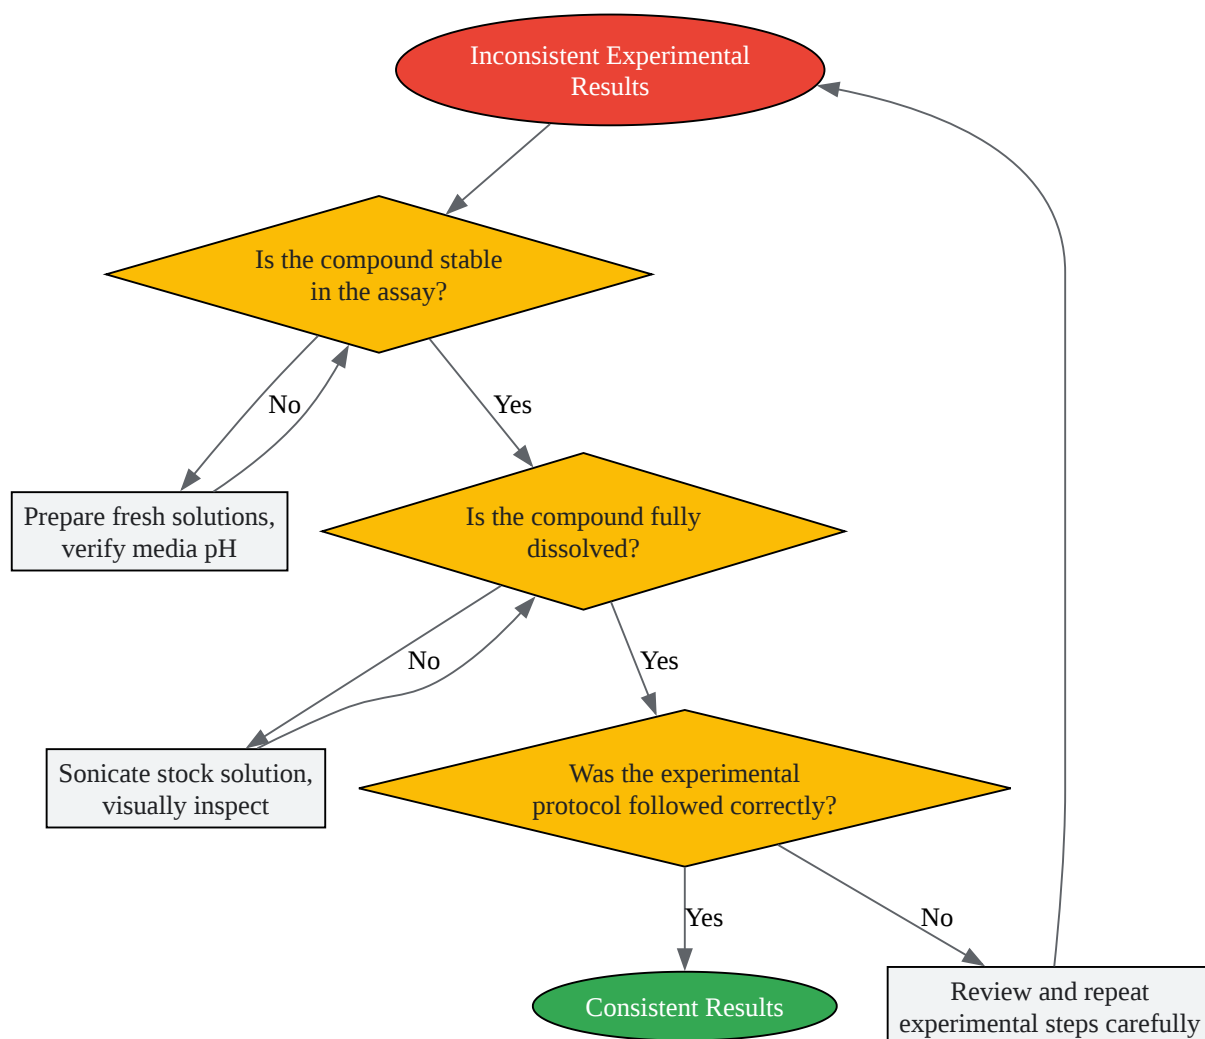 Inconsistent Experimental
Results
Is the compound stable
in the assay?
No
Yes
Prepare fresh solutions,
verify media pH
Is the compound fully
dissolved?
No
Yes
Sonicate stock solution,
visually inspect
Was the experimental
protocol followed correctly?
Yes
No
Consistent Results
Review and repeat
experimental steps carefully